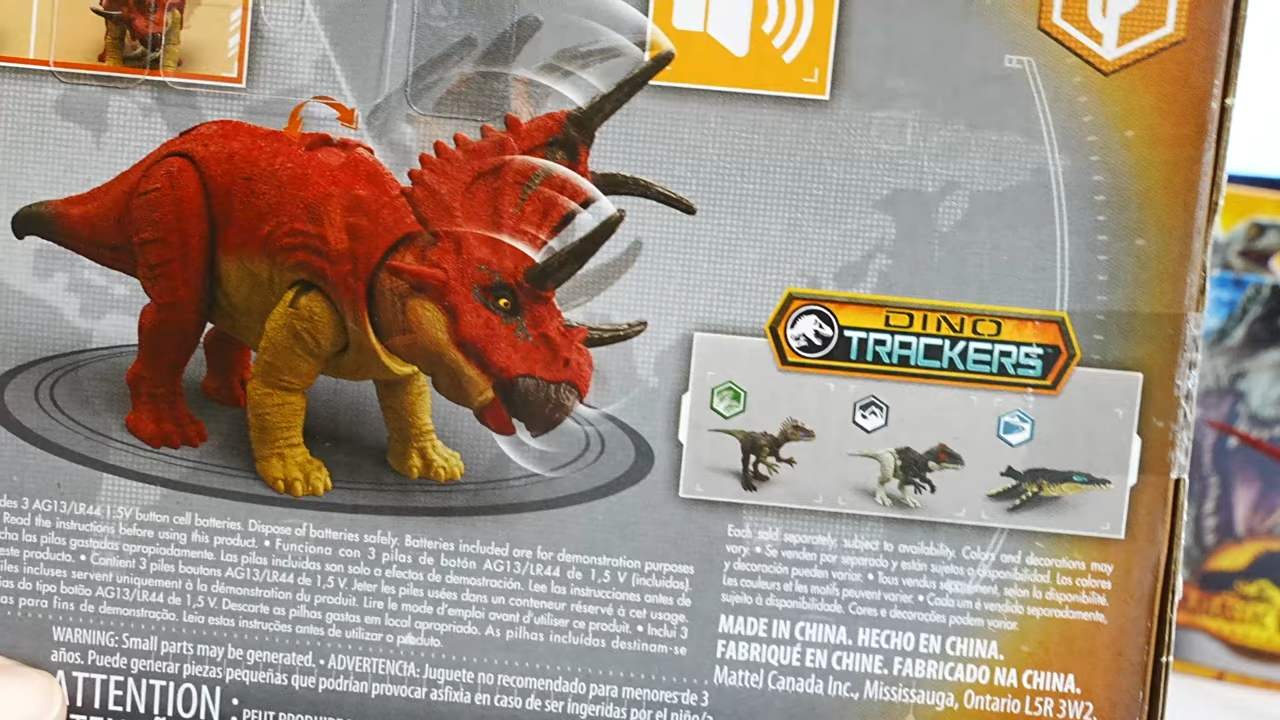 DINO
TRACKERS™
des 3 AG13/LR44 1.5V button cell batteries. Dispose of batteries safely. Batteries included are for demonstration purposes
Read the instructions before using this product. • Funciona con 3 pilas de botón AG13/LR44 de 1,5 V (incluidas).
cha las pilas gastadas apropiadamente. Las pilas incluidas son solo a efectos de demostración. Lee las instrucciones antes de
este producto. • Contient 3 piles boutons AG13/LR44 de 1,5 V. Jeter les piles usées dans un conteneur réservé à cet usage.
iles incluses servent uniquement à la démonstration du produit. Lire le mode d'emploi avant d'utiliser ce produit. • Inclui 3
as do tipo botão AG13/LR44 de 1,5 V. Descarte as pilhas gastas em local apropriado. As pilhas incluídas destinam-se
as para fins de demonstração. Leia estas instruções antes de utilizar o produto.
WARNING: Small parts may be generated. • ADVERTENCIA: Juguete no recomendado para menores de 3
años. Puede generar piezas pequeñas que podrían provocar asfixia en caso de ser ingeridas por el niño/a
ATTENTION :
Each sold separately, subject to availability. Colors and decorations may
vary. • Se venden por separado y están sujetos a disponibilidad. Los colores
y decoración pueden variar. • Tous vendus séparément, selon la disponibilité.
Les couleurs et les motifs peuvent varier. • Cada um é vendido separadamente,
sujeito à disponibilidade. Cores e decorações podem variar.
MADE IN CHINA. HECHO EN CHINA.
FABRIQUÉ EN CHINE. FABRICADO NA CHINA.
Mattel Canada Inc., Mississauga, Ontario L5R 3W2.